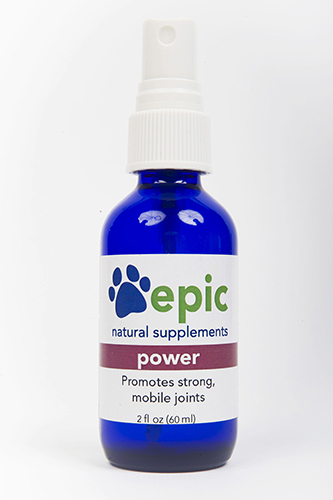 epic
natural supplements
power
Promotes strong,
mobile joints
2 fl oz (60 ml)